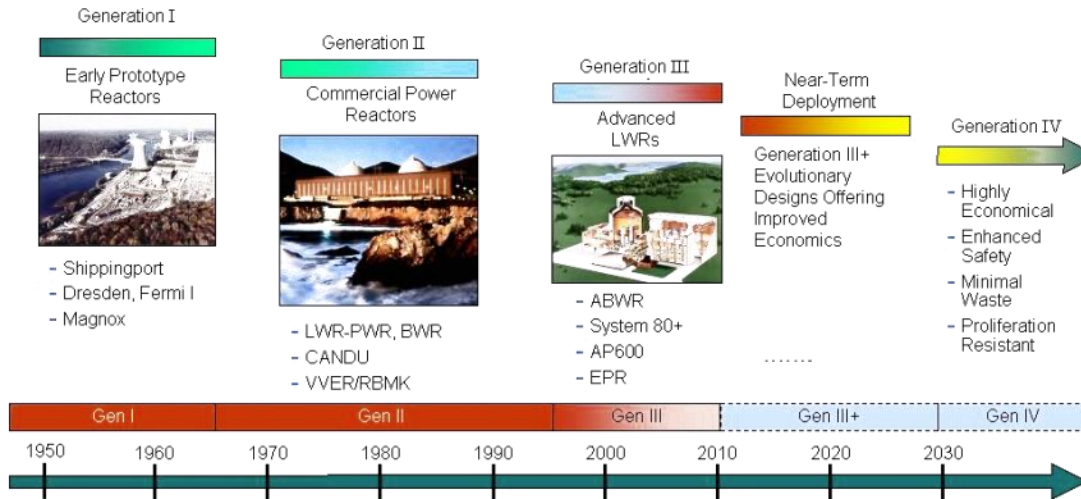 Generation I
Early Prototype
Reactors
- Shippingport
- Dresden, Fermi I
- Magnox
Generation II
Commercial Power
Reactors
- LWR-PWR, BWR
- CANDU
- VVER/RBMK
Generation III
Advanced
LWRs
- ABWR
- System 80+
- AP600
- EPR
Near-Term
Deployment
Generation III+
Evolutionary
Designs Offering
Improved
Economics
.......
Generation IV
- Highly
Economical
- Enhanced
Safety
- Minimal
Waste
- Proliferation
Resistant
Gen I
Gen II
Gen III
Gen III+
Gen IV
1950
1960
1970
1980
1990
2000
2010
2020
2030